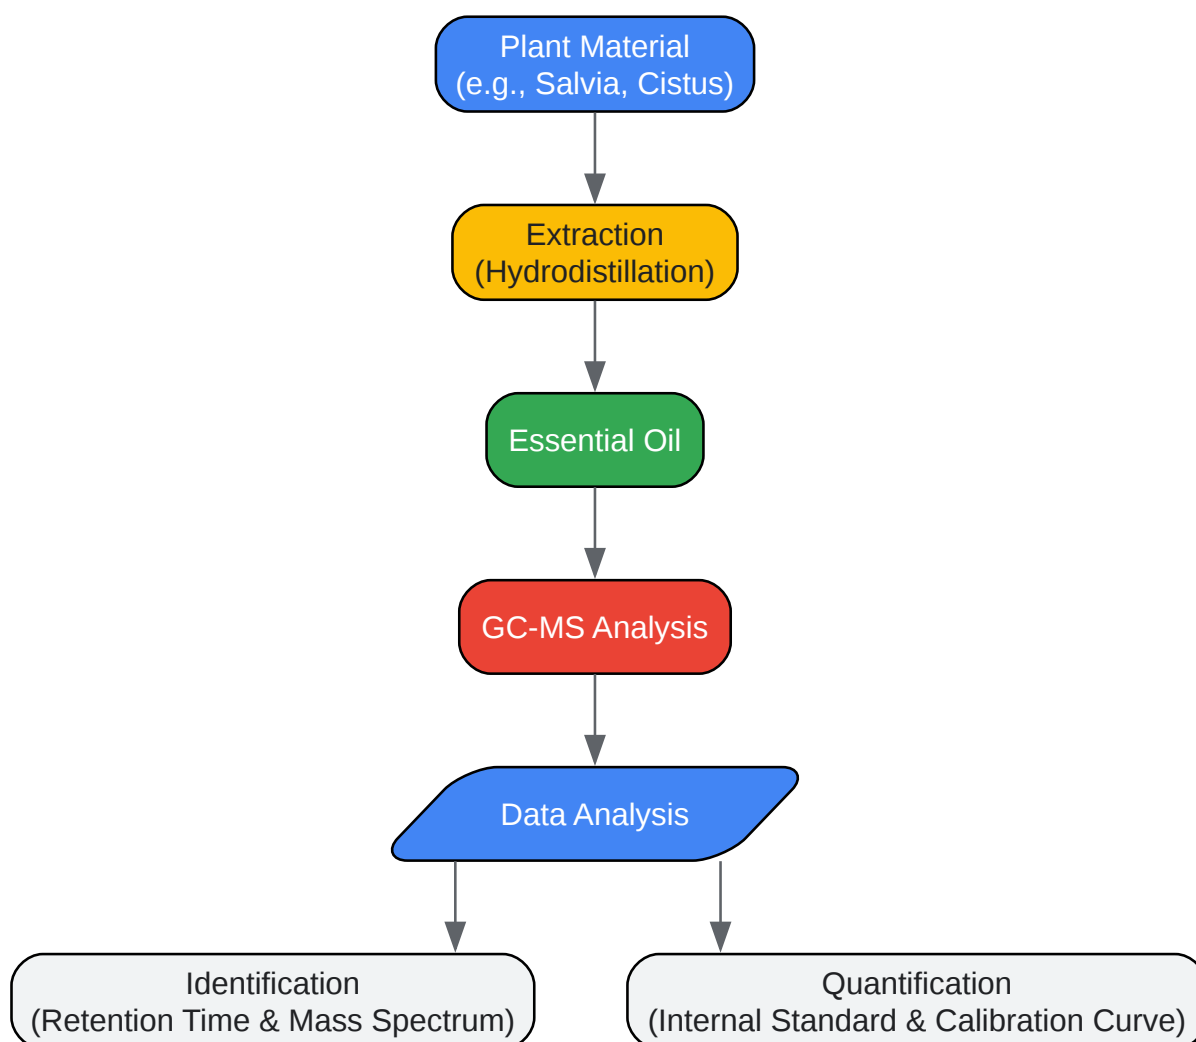 Plant Material
(e.g., Salvia, Cistus)
Extraction
(Hydrodistillation)
Essential Oil
GC-MS Analysis
Data Analysis
Identification
(Retention Time & Mass Spectrum)
Quantification
(Internal Standard & Calibration Curve)